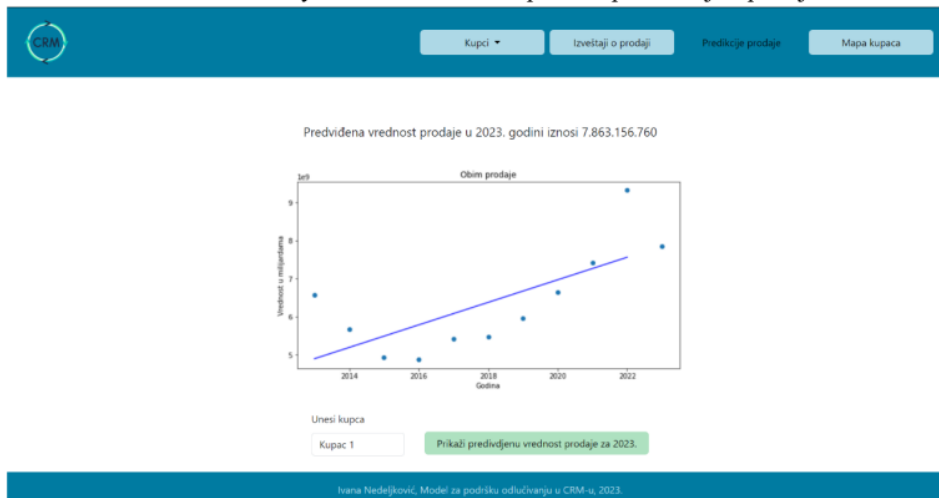 CRM
Kupci
Izveštaji o prodaji
Predikcije prodaje
Mapa kupaca
Predviđena vrednost prodaje u 2023. godini iznosi 7.863.156.760
Obim prodaje
1e9
9
8
7
6
5
Vrednost u milijardama
2014 2016 2018 2020 2022
Godina
Unesi kupca
Kupac 1
Prikaži predivdjenu vrednost prodaje za 2023.
Ivana Nedeljković, Model za podršku odlučivanju u CRM-u, 2023.